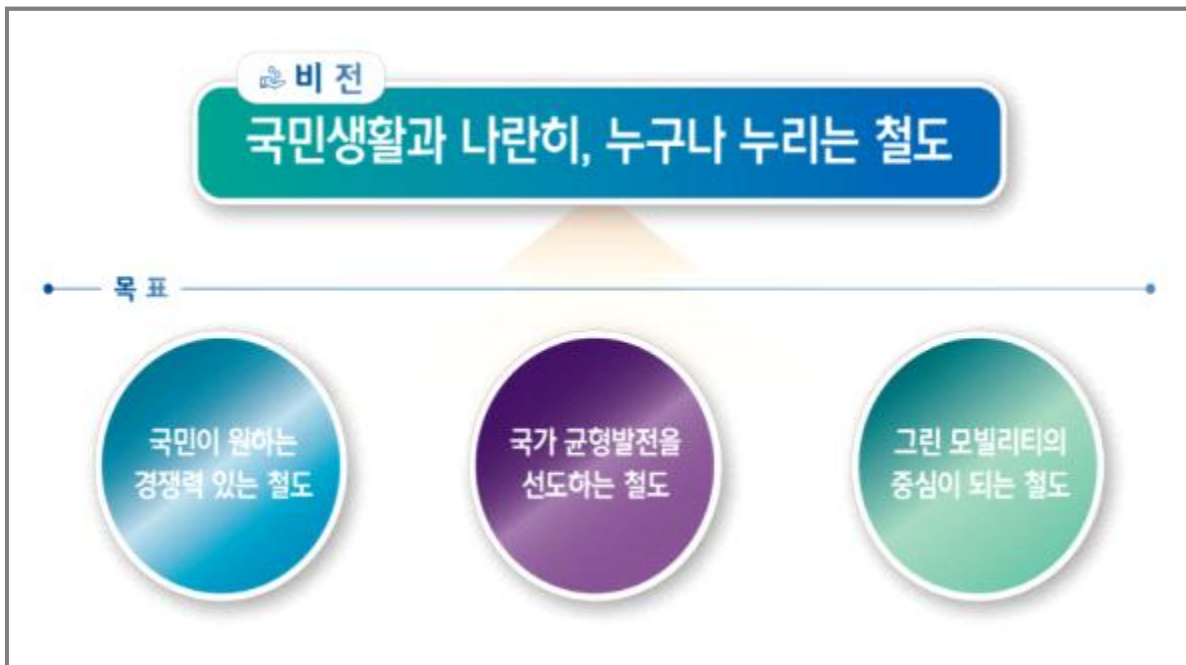 비 전
국민생활과 나란히, 누구나 누리는 철도
목 표
국민이 원하는
경쟁력 있는 철도
국가 균형발전을
선도하는 철도
그린 모빌리티의
중심이 되는 철도